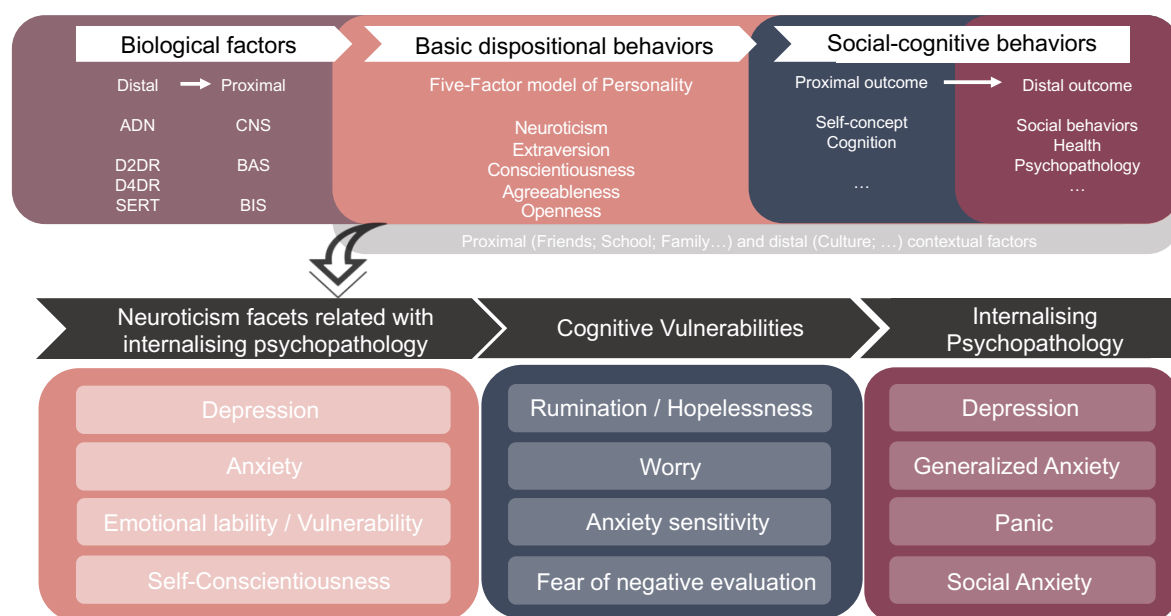 Biological factors
Basic dispositional behaviors
Social-cognitive behaviors
Distal
Proximal
Five-Factor model of Personality
Proximal outcome
Distal outcome
ADN
CNS
D2DR
BAS
D4DR
SERT
BIS
Neuroticism
Extraversion
Conscientiousness
Agreeableness
Openness
Self-concept
Cognition
…
Social behaviors
Health
Psychopathology
…
Proximal (Friends; School; Family…) and distal (Culture; …) contextual factors
Neuroticism facets related with
internalising psychopathology
Cognitive Vulnerabilities
Internalising
Psychopathology
Depression
Rumination / Hopelessness
Depression
Anxiety
Worry
Generalized Anxiety
Emotional lability / Vulnerability
Anxiety sensitivity
Panic
Self-Conscientiousness
Fear of negative evaluation
Social Anxiety